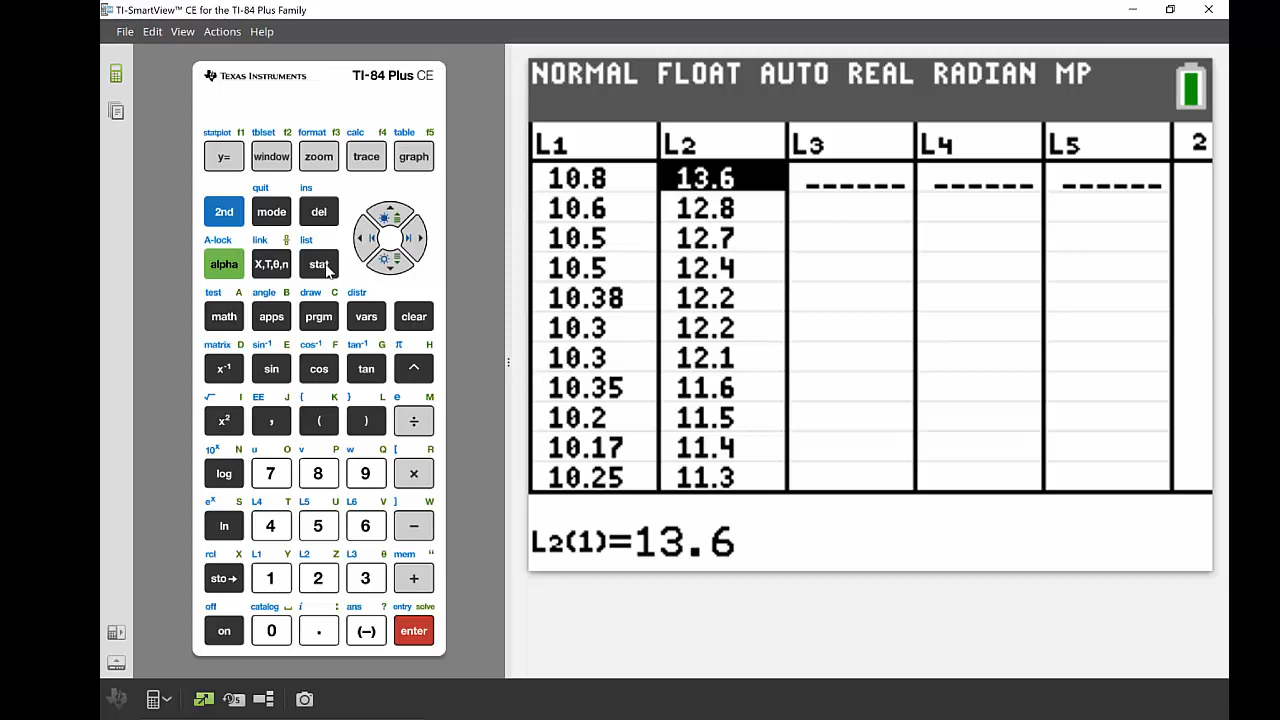 TI-SmartView™ CE for the TI-84 Plus Family
File Edit View Actions Help
TEXAS INSTRUMENTS TI-84 Plus CE
statplot f1 tblset f2 format f3 calc f4 table f5
y= window zoom trace graph
quit ins
2nd mode del
A-lock link list
alpha X,T,θ,n stat
test A angle B draw C distr
math apps prgm vars clear
matrix D sin-1 E cos-1 F tan-1 G π H
x-1 sin cos tan ^
√ I EE J { K } L e M
x² , ( ) ÷
10x N u O v P w Q [ R
log 7 8 9 ×
ex S L4 T L5 U L6 V ] W
ln 4 5 6 −
rcl X L1 Y L2 Z L3 θ mem "
sto→ 1 2 3 +
off catalog i : ans ? entry solve
on 0 . (–) enter
NORMAL FLOAT AUTO REAL RADIAN MP
L1 L2 L3 L4 L5 2
10.8 13.6 ------ ------ ------
10.6 12.8
10.5 12.7
10.5 12.4
10.38 12.2
10.3 12.2
10.3 12.1
10.35 11.6
10.2 11.5
10.17 11.4
10.25 11.3
L2(1)=13.6